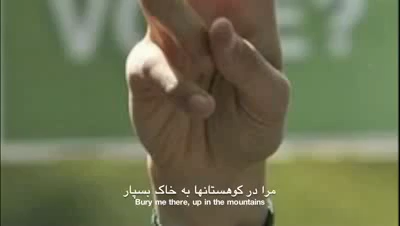 مرا در کوهستانها به خاک بسپار
Bury me there, up in the mountains